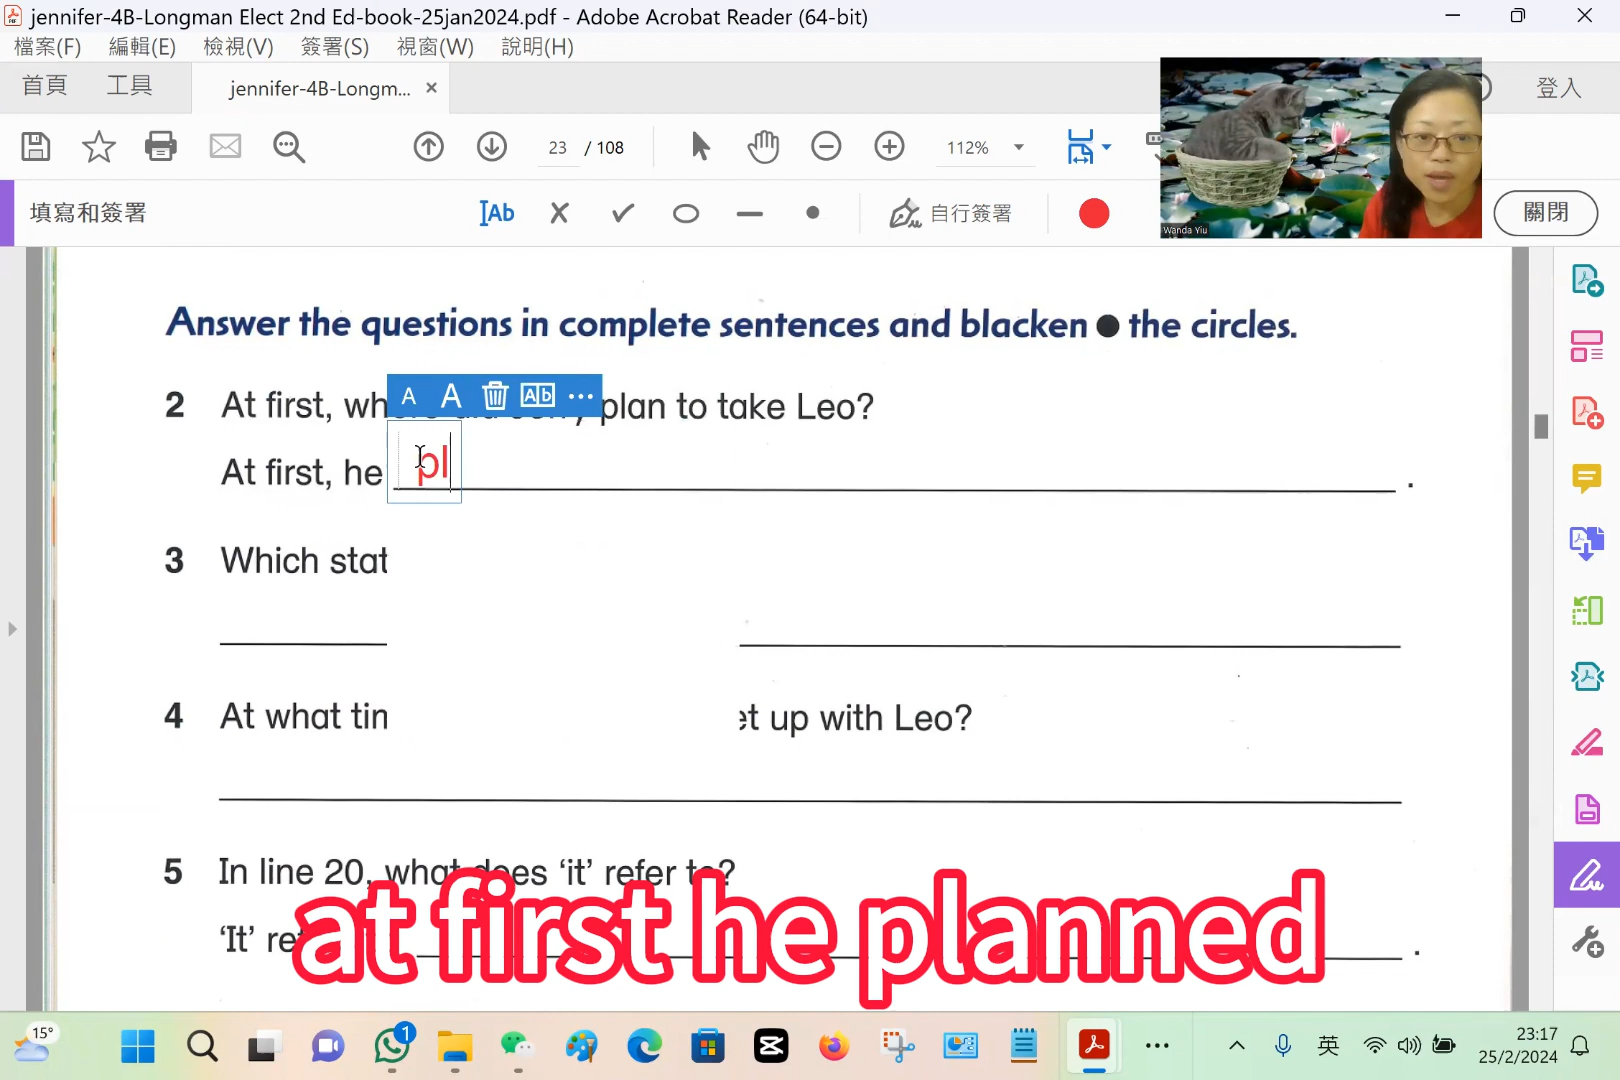 jennifer-4B-Longman Elect 2nd Ed-book-25jan2024.pdf - Adobe Acrobat Reader (64-bit)
檔案(F) 編輯(E) 檢視(V) 簽署(S) 視窗(W) 說明(H)
首頁 工具 jennifer-4B-Longm... 登入
23 / 108 112%
填寫和簽署 Ab 自行簽署 關閉
Wanda Yiu
Answer the questions in complete sentences and blacken the circles.
A A Ab
2 At first, plan to take Leo?
At first, he pl .
3 Which stat
4 At what tim et up with Leo?
5 In line 20, what does ‘it’ refer to?
‘It’ re .
at first he planned
15° 1 英 23:17
25/2/2024